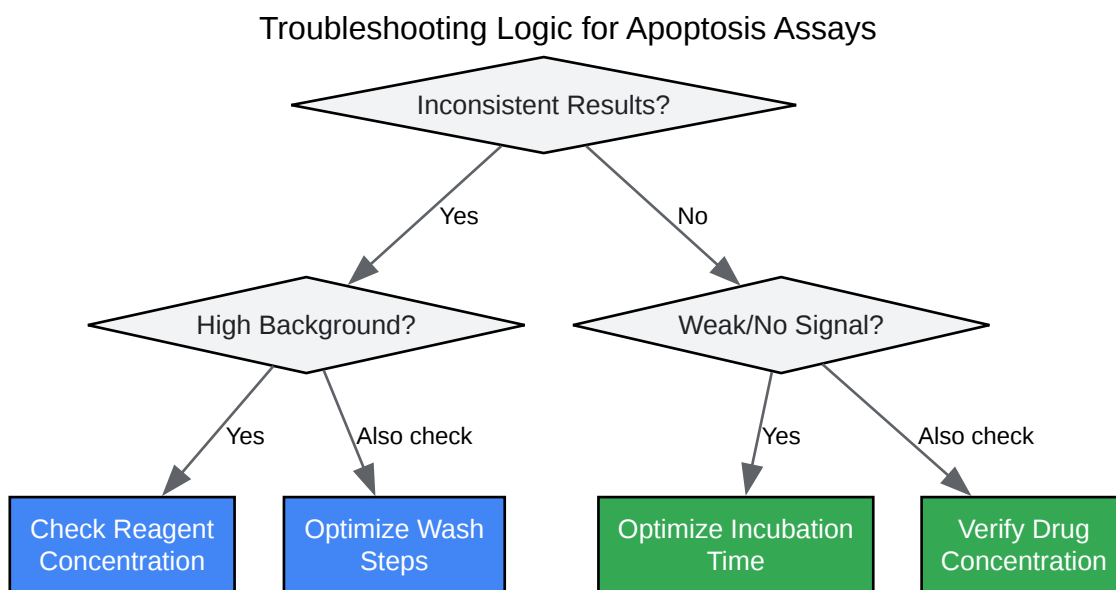 Troubleshooting Logic for Apoptosis Assays
Inconsistent Results?
Yes
No
High Background?
Weak/No Signal?
Yes
Also check
Yes
Also check
Check Reagent
Concentration
Optimize Wash
Steps
Optimize Incubation
Time
Verify Drug
Concentration